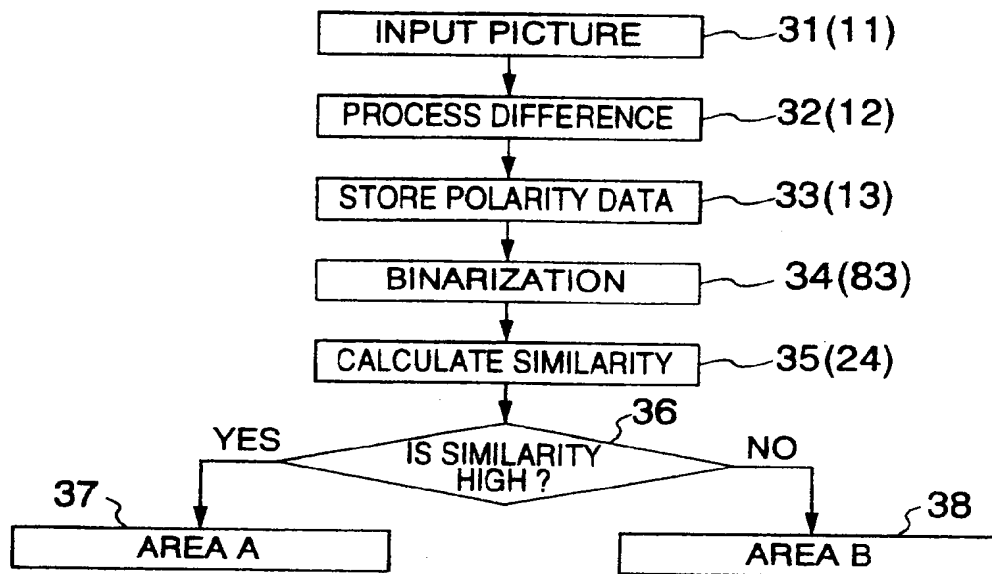 INPUT PICTURE 31(11)
PROCESS DIFFERENCE 32(12)
STORE POLARITY DATA 33(13)
BINARIZATION 34(83)
CALCULATE SIMILARITY 35(24)
36
YES IS SIMILARITY NO
HIGH ?
37 38
AREA A AREA B